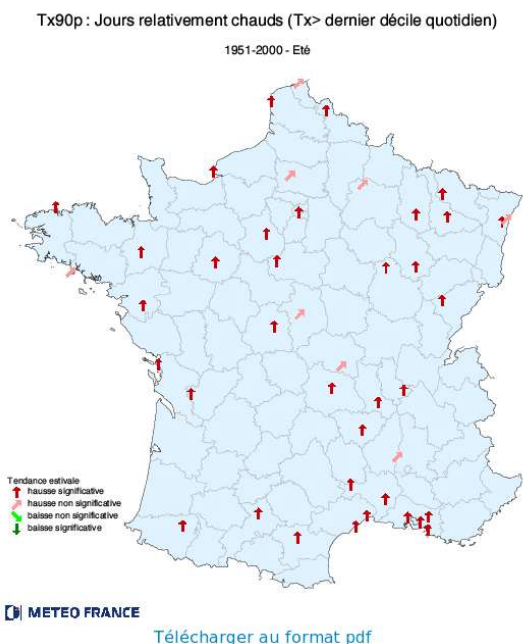 Tx90p : Jours relativement chauds (Tx> dernier décile quotidien)
1951-2000 - Eté
Tendance estivale
hausse significative
hausse non significative
baisse non significative
baisse significative
METEO FRANCE
Télécharger au format pdf